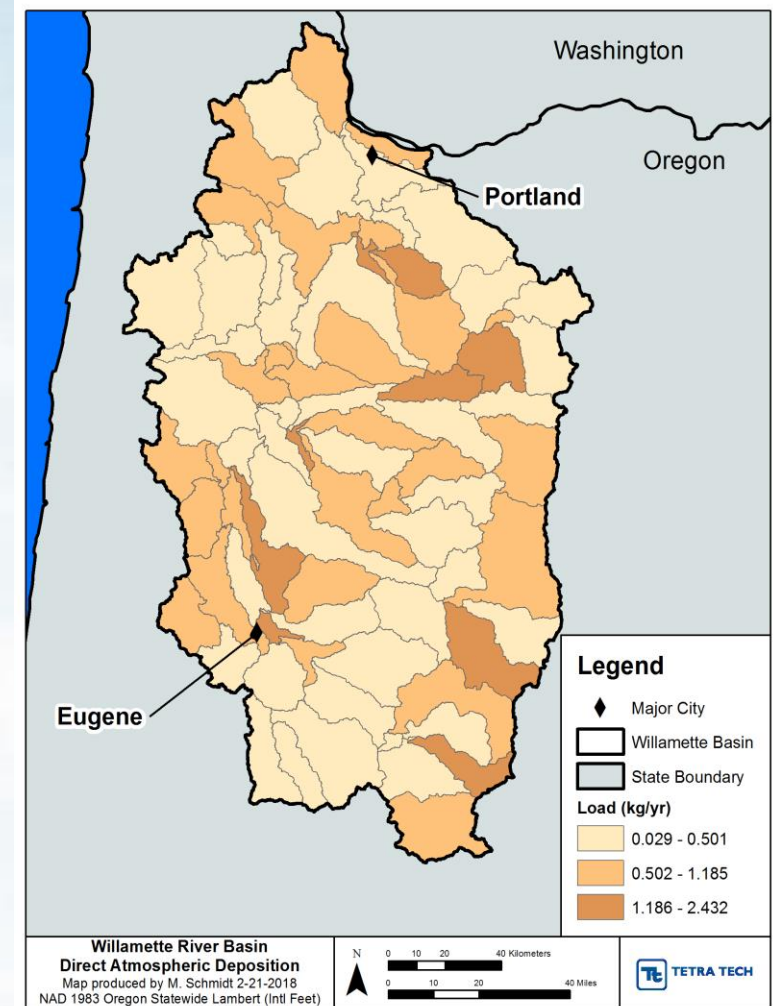 Washington
Oregon
Portland
Eugene
Legend
Major City
Willamette Basin
State Boundary
Load (kg/yr)
0.029 - 0.501
0.502 - 1.185
1.186 - 2.432
Willamette River Basin
Direct Atmospheric Deposition
Map produced by M. Schmidt 2-21-2018
NAD 1983 Oregon Statewide Lambert (Intl Feet)
N
0 10 20 40 Kilometers
0 10 20 40 Miles
Tt TETRA TECH